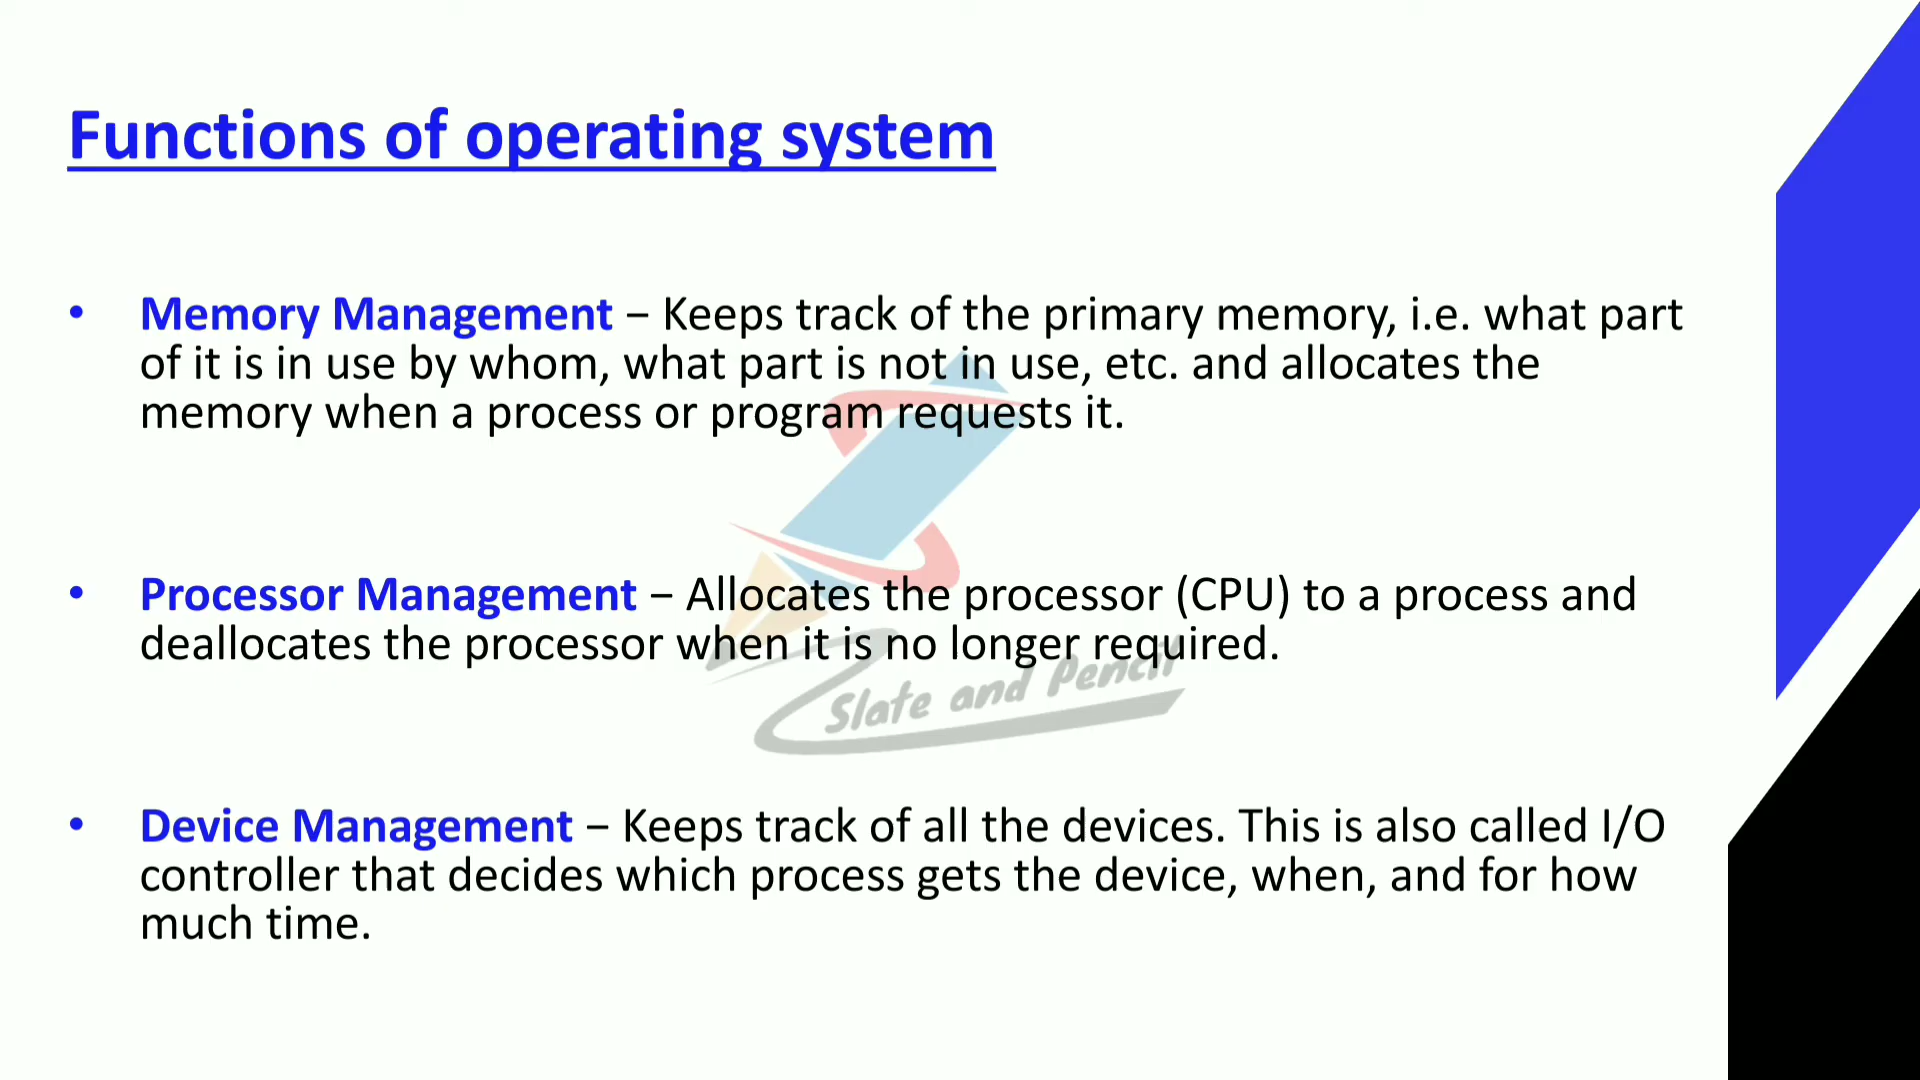 Functions of operating system
• Memory Management – Keeps track of the primary memory, i.e. what part
of it is in use by whom, what part is not in use, etc. and allocates the
memory when a process or program requests it.
• Processor Management – Allocates the processor (CPU) to a process and
deallocates the processor when it is no longer required.
Slate and Pencil
• Device Management – Keeps track of all the devices. This is also called I/O
controller that decides which process gets the device, when, and for how
much time.